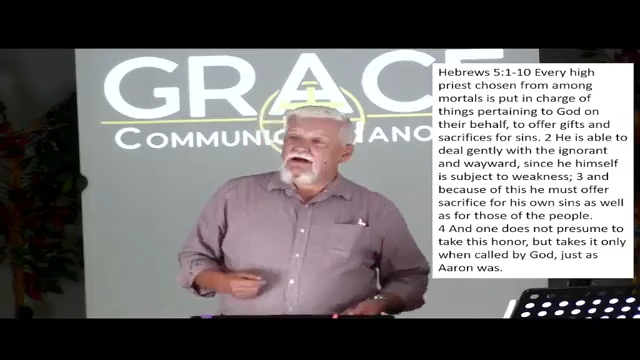 GRACE
COMMUNI
ANO
Hebrews 5:1-10 Every high
priest chosen from among
mortals is put in charge of
things pertaining to God on
their behalf, to offer gifts and
sacrifices for sins. 2 He is able to
deal gently with the ignorant
and wayward, since he himself
is subject to weakness; 3 and
because of this he must offer
sacrifice for his own sins as well
as for those of the people.
4 And one does not presume to
take this honor, but takes it only
when called by God, just as
Aaron was.